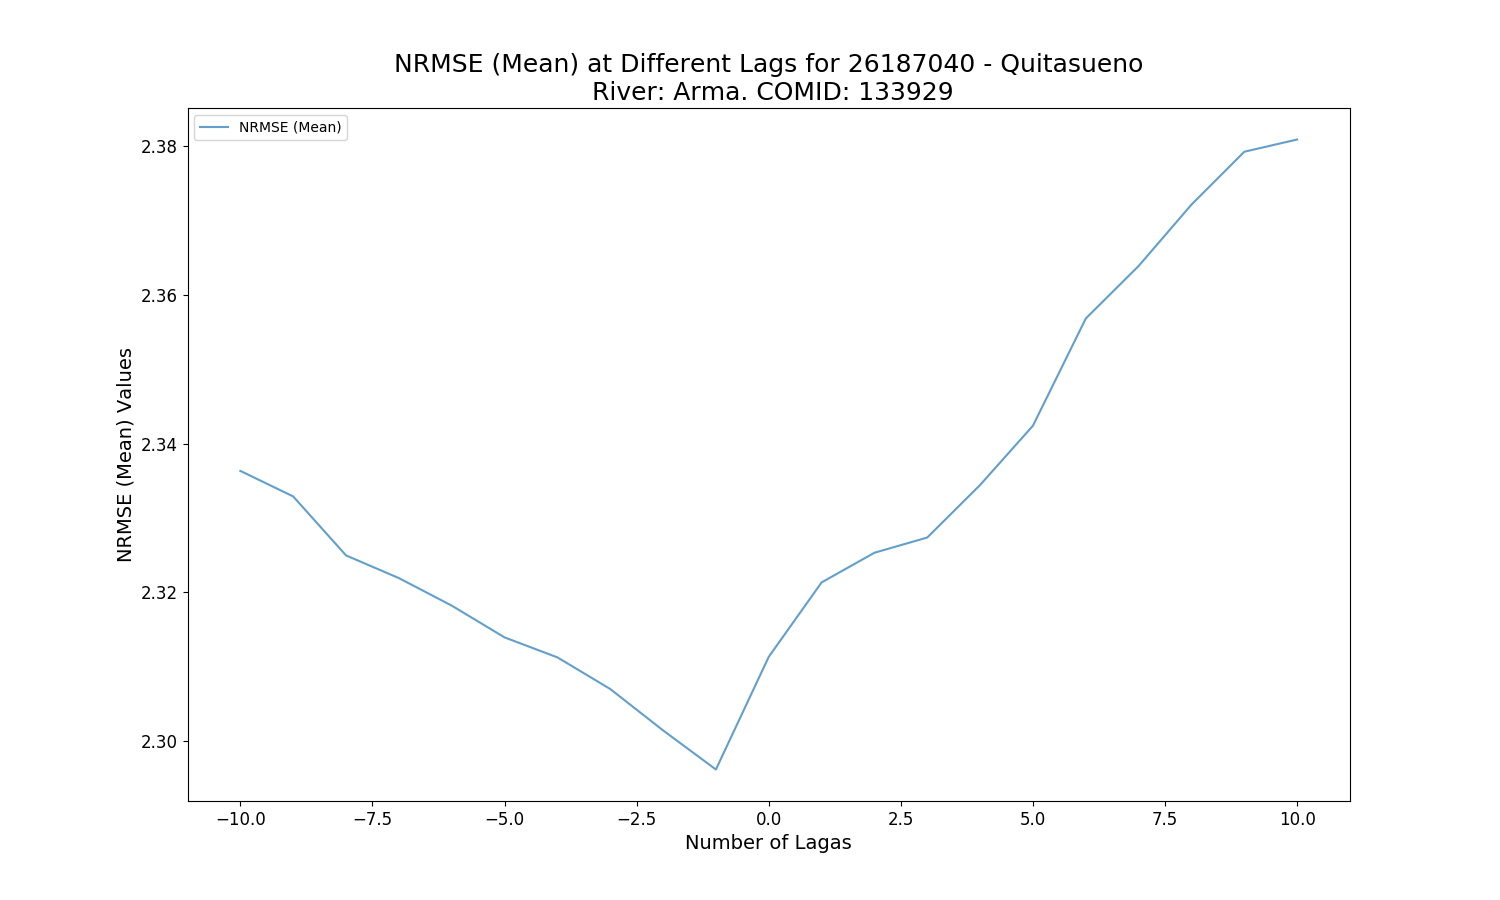 NRMSE (Mean) at Different Lags for 26187040 - Quitasueno
River: Arma. COMID: 133929
NRMSE (Mean)
2.38
2.36
2.34
2.32
2.30
NRMSE (Mean) Values
−10.0 −7.5 −5.0 −2.5 0.0 2.5 5.0 7.5 10.0
Number of Lagas